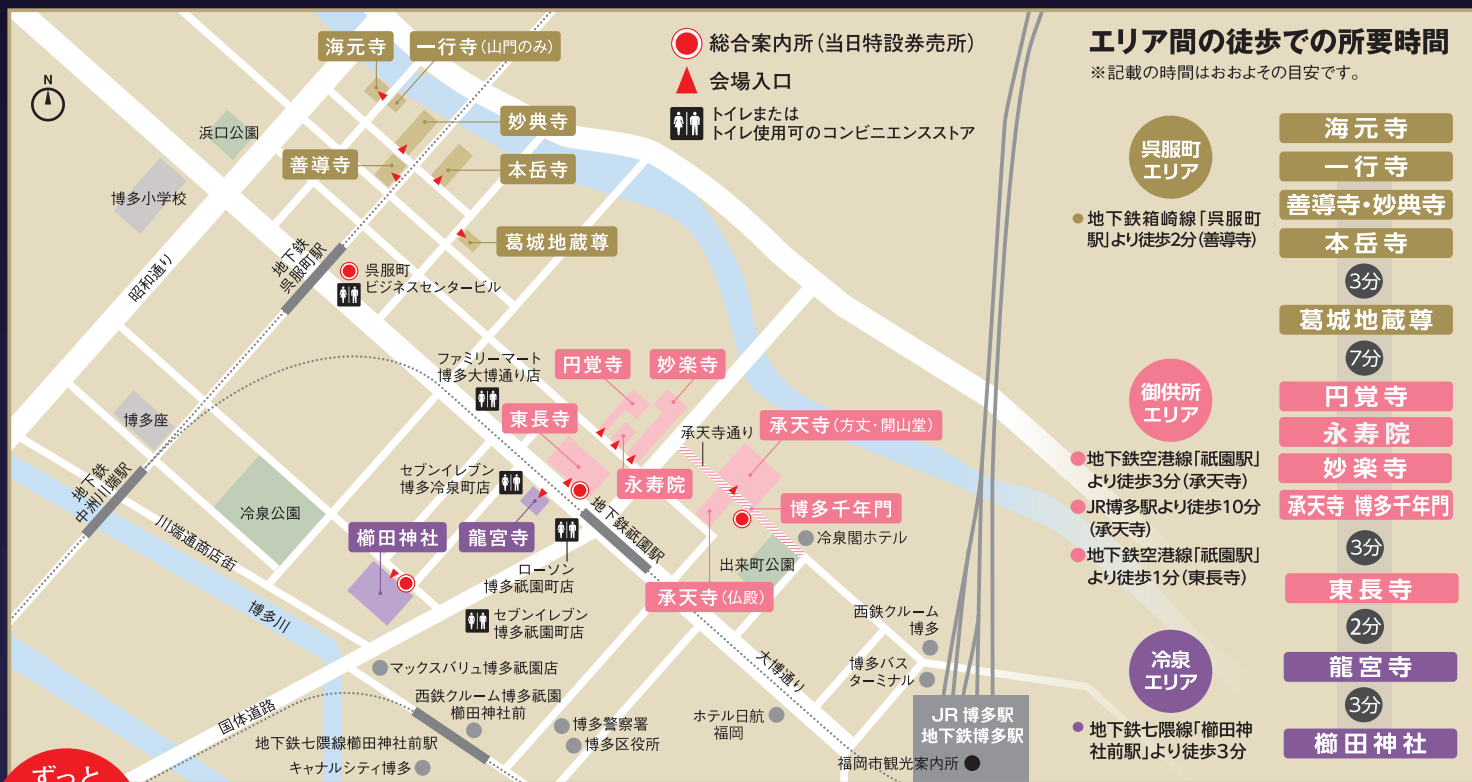 海元寺
一行寺(山門のみ)
総合案内所(当日特設券売所)
会場入口
トイレまたは
トイレ使用可のコンビニエンスストア
N
浜口公園
妙典寺
善導寺
本岳寺
博多小学校
葛城地蔵尊
昭和通り
地下鉄
呉服町駅
呉服町
ビジネスセンタービル
ファミリーマート
博多大博通り店
円覚寺
妙楽寺
東長寺
承天寺通り
承天寺(方丈・開山堂)
博多座
地下鉄
中洲川端駅
セブンイレブン
博多冷泉町店
永寿院
博多千年門
冷泉公園
川端通商店街
櫛田神社
龍宮寺
地下鉄祇園駅
冷泉閣ホテル
出来町公園
ローソン
博多祇園町店
承天寺(仏殿)
博多川
セブンイレブン
博多祇園町店
西鉄クルーム
博多
マックスバリュ博多祇園店
博多バス
ターミナル
大博通り
国体道路
西鉄クルーム博多祇園
櫛田神社前
博多警察署
博多区役所
ホテル日航
福岡
JR 博多駅
地下鉄博多駅
地下鉄七隈線櫛田神社前駅
キャナルシティ博多
福岡市観光案内所
ずっと
エリア間の徒歩での所要時間
※記載の時間はおおよその目安です。
呉服町
エリア
地下鉄箱崎線「呉服町
駅」より徒歩2分(善導寺)
御供所
エリア
地下鉄空港線「祇園駅」
より徒歩3分(承天寺)
JR博多駅より徒歩10分
(承天寺)
地下鉄空港線「祇園駅」
より徒歩1分(東長寺)
冷泉
エリア
地下鉄七隈線「櫛田神
社前駅」より徒歩3分
海元寺
一行寺
善導寺・妙典寺
本岳寺
3分
葛城地蔵尊
7分
円覚寺
永寿院
妙楽寺
承天寺 博多千年門
3分
東長寺
2分
龍宮寺
3分
櫛田神社